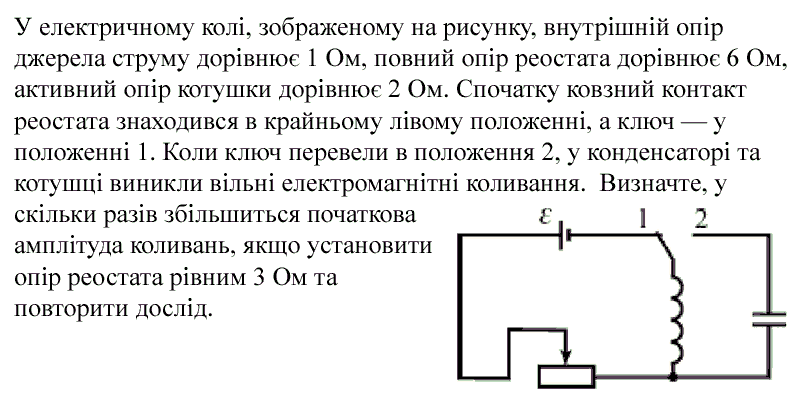 У електричному колі, зображеному на рисунку, внутрішній опір
джерела струму дорівнює 1 Ом, повний опір реостата дорівнює 6 Ом,
активний опір котушки дорівнює 2 Ом. Спочатку ковзний контакт
реостата знаходився в крайньому лівому положенні, а ключ — у
положенні 1. Коли ключ перевели в положення 2, у конденсаторі та
котушці виникли вільні електромагнітні коливання. Визначте, у
скільки разів збільшиться початкова
амплітуда коливань, якщо установити
опір реостата рівним 3 Ом та
повторити дослід.
ε 1 2